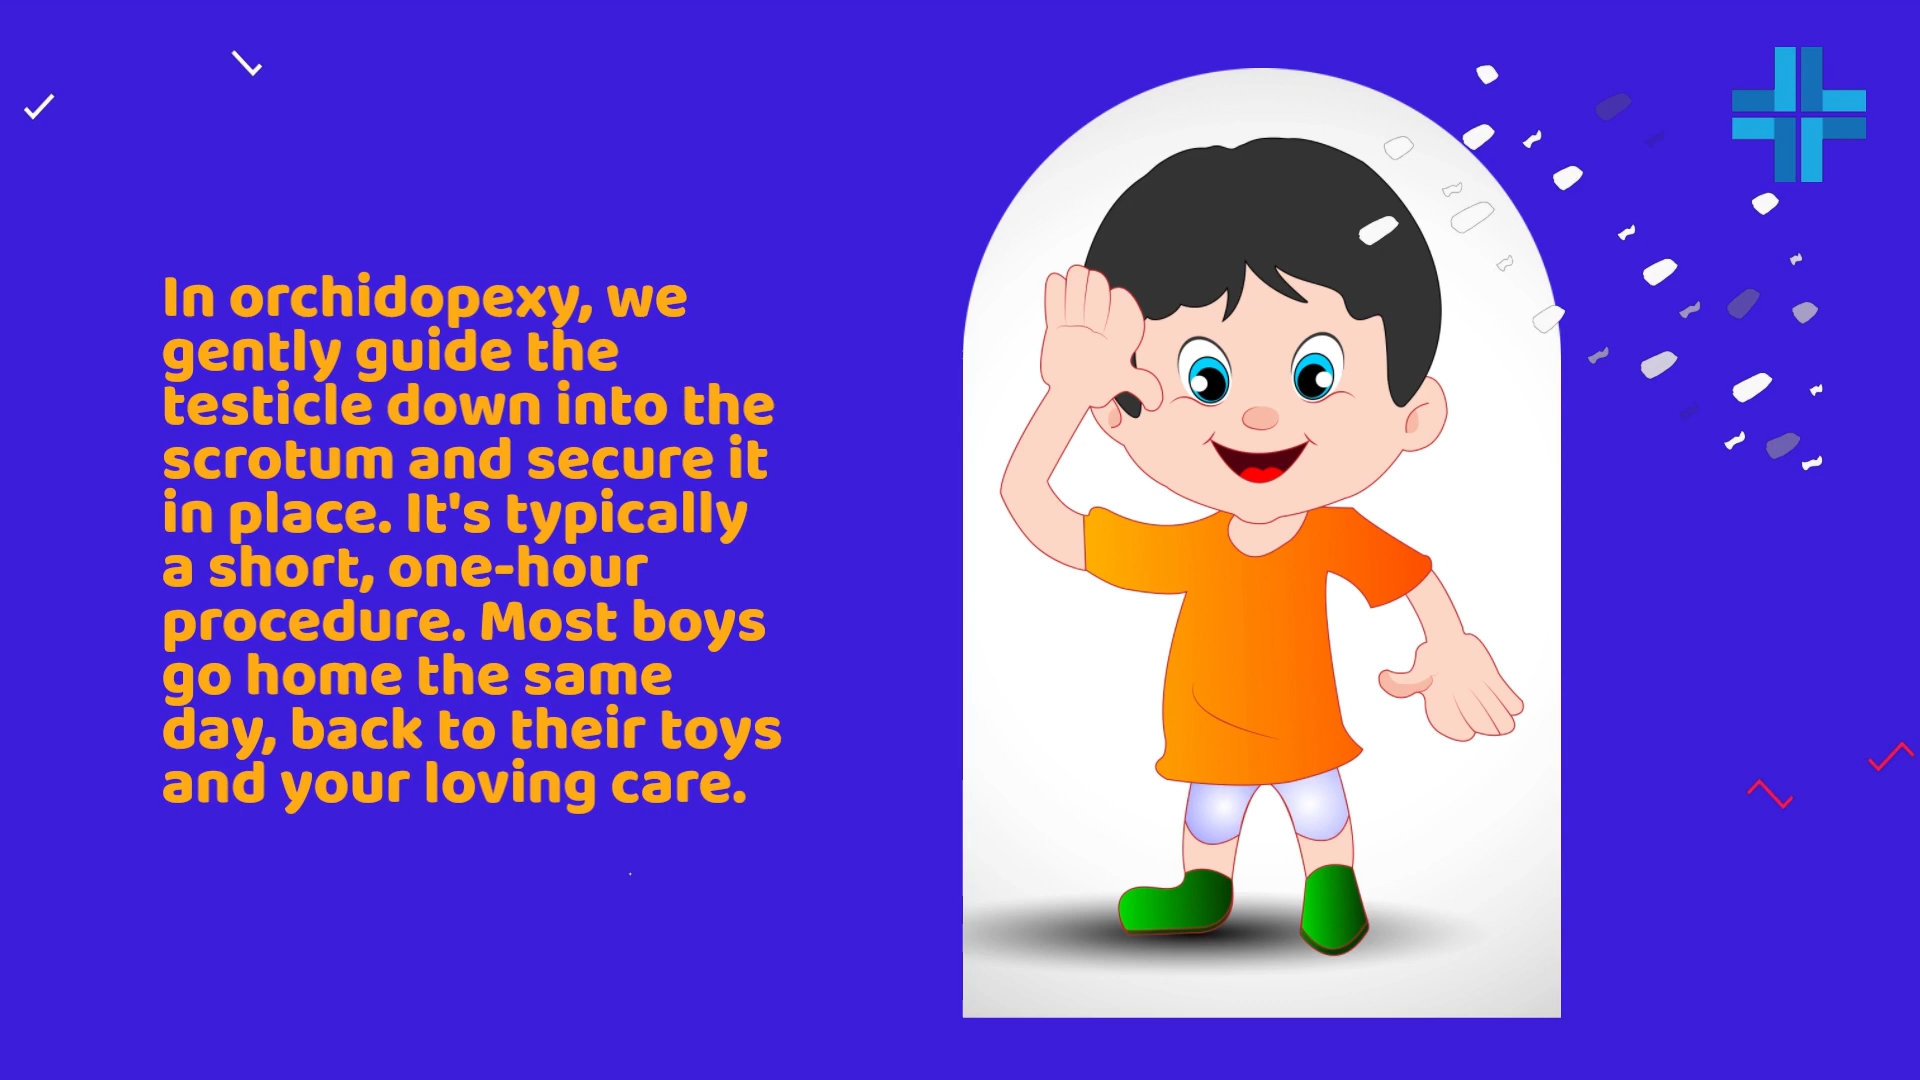 In orchidopexy, we
gently guide the
testicle down into the
scrotum and secure it
in place. It's typically
a short, one-hour
procedure. Most boys
go home the same
day, back to their toys
and your loving care.